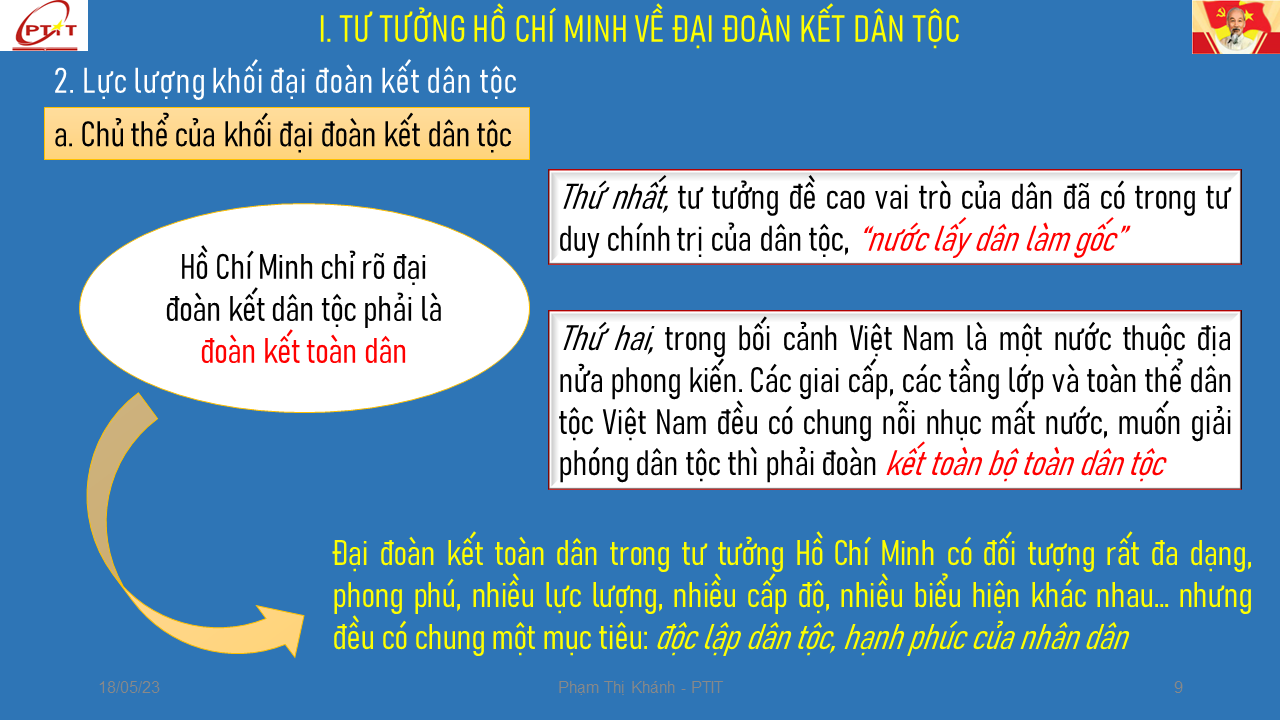 PTIT
I. TƯ TƯỞNG HỒ CHÍ MINH VỀ ĐẠI ĐOÀN KẾT DÂN TỘC
2. Lực lượng khối đại đoàn kết dân tộc
a. Chủ thể của khối đại đoàn kết dân tộc
Hồ Chí Minh chỉ rõ đại
đoàn kết dân tộc phải là
đoàn kết toàn dân
Thứ nhất, tư tưởng đề cao vai trò của dân đã có trong tư
duy chính trị của dân tộc, “nước lấy dân làm gốc”
Thứ hai, trong bối cảnh Việt Nam là một nước thuộc địa
nửa phong kiến. Các giai cấp, các tầng lớp và toàn thể dân
tộc Việt Nam đều có chung nỗi nhục mất nước, muốn giải
phóng dân tộc thì phải đoàn kết toàn bộ toàn dân tộc
Đại đoàn kết toàn dân trong tư tưởng Hồ Chí Minh có đối tượng rất đa dạng,
phong phú, nhiều lực lượng, nhiều cấp độ, nhiều biểu hiện khác nhau... nhưng
đều có chung một mục tiêu: độc lập dân tộc, hạnh phúc của nhân dân
18/05/23
Phạm Thị Khánh - PTIT
9